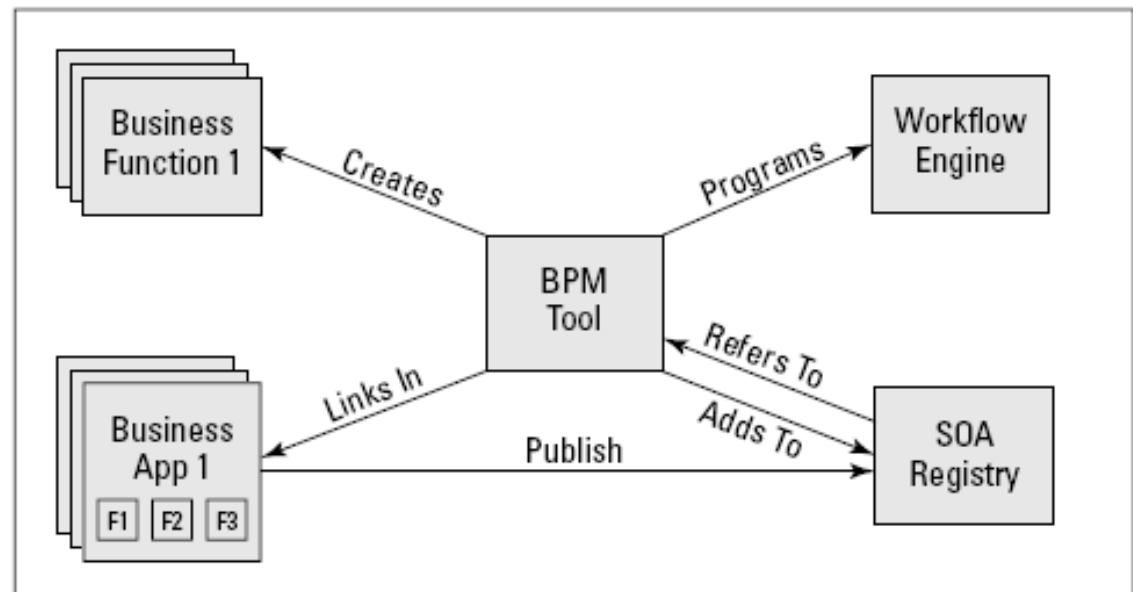 Business
Function 1
Creates
Programs
Workflow
Engine
BPM
Tool
Links In
Refers To
Adds To
Business
App 1
F1 F2 F3
Publish
SOA
Registry